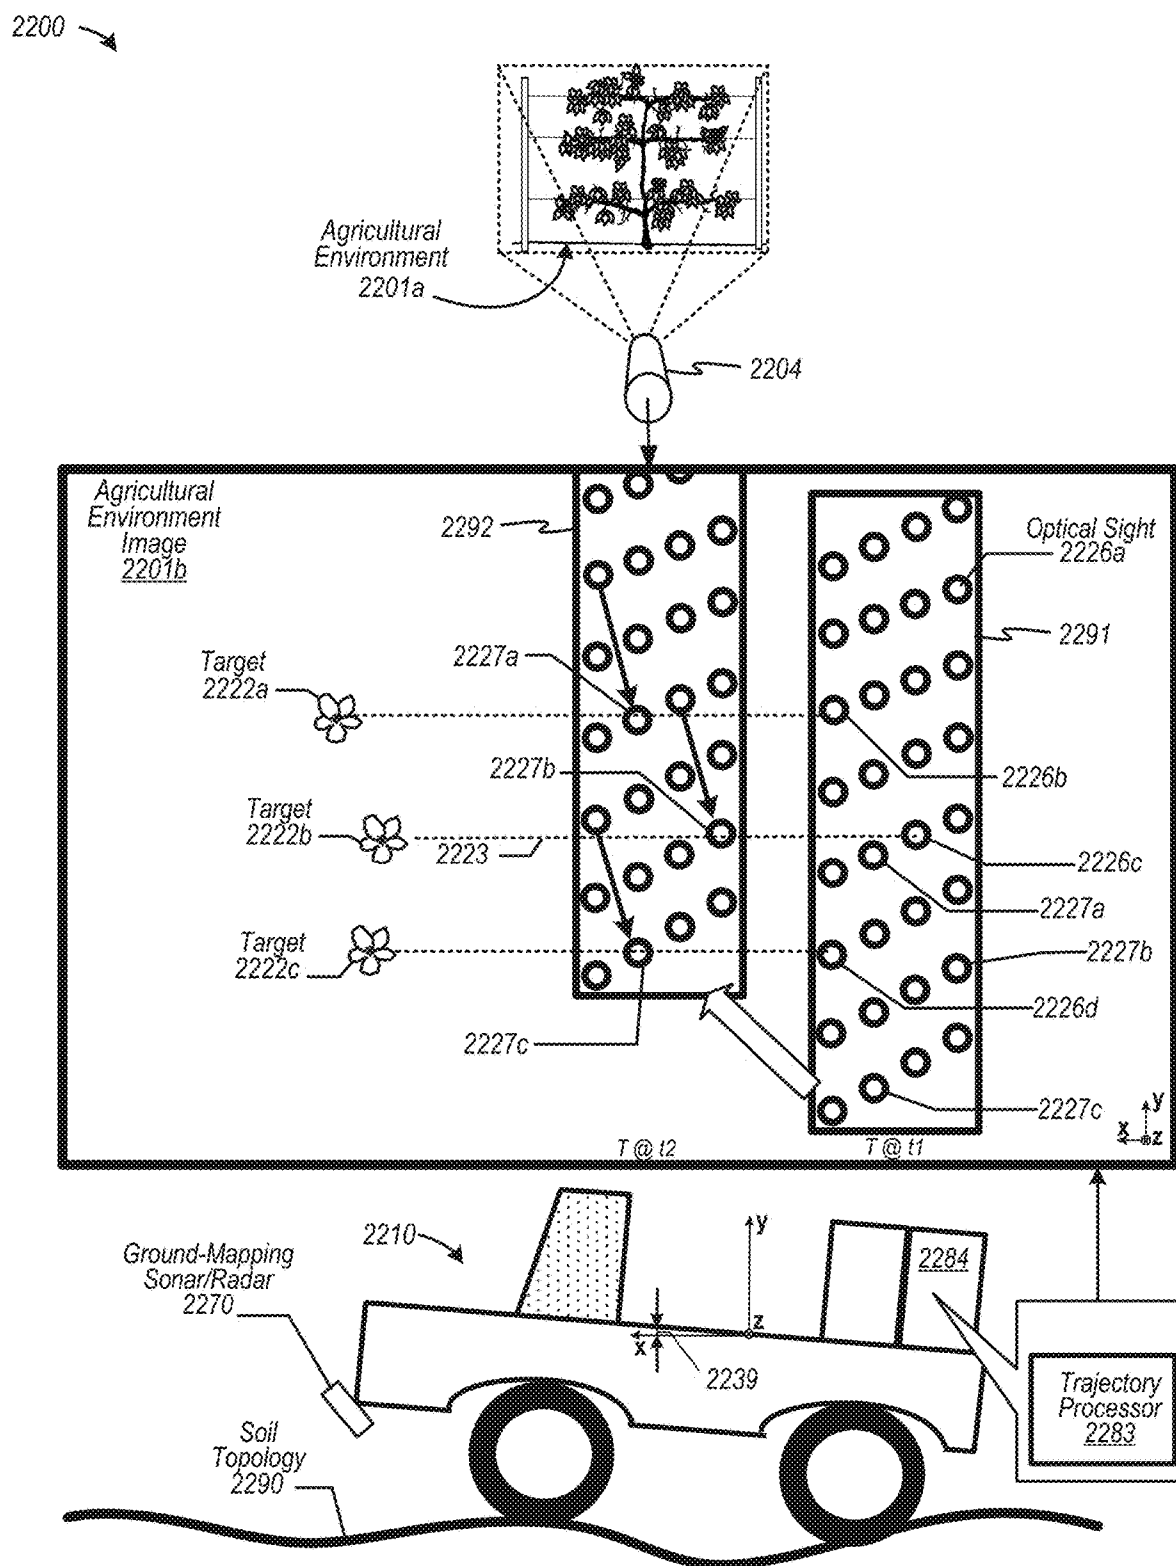 2200
Agricultural
Environment
2201a
2204
Agricultural
Environment
Image
2201b
2292
Optical Sight
2226a
2227a
2291
Target
2222a
2227b
2226b
Target
2222b
2223
2226c
2227a
Target
2222c
2227b
2226d
2227c
2227c
y
x
z
T @ t2
T @ t1
2210
Ground-Mapping
Sonar/Radar
2270
y
z
x
2239
2284
Trajectory
Processor
2283
Soil
Topology
2290